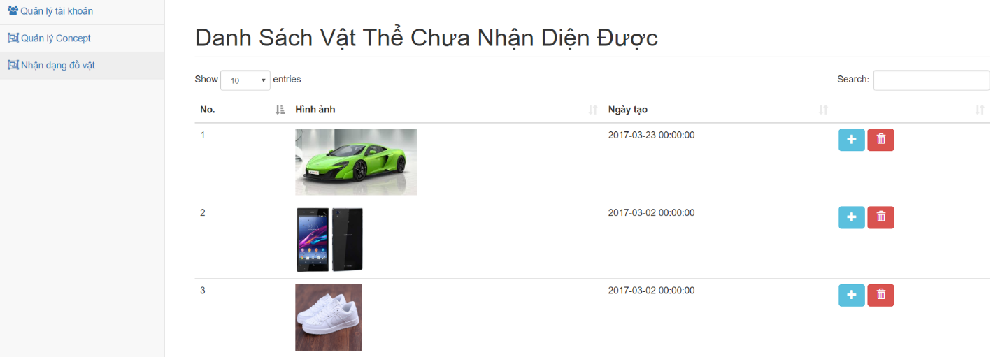 Quản lý tài khoản
Quản lý Concept
Nhận dạng đồ vật
Danh Sách Vật Thể Chưa Nhận Diện Được
Show 10 entries
Search:
No. Hình ảnh Ngày tạo
1 2017-03-23 00:00:00
2 2017-03-02 00:00:00
3 2017-03-02 00:00:00